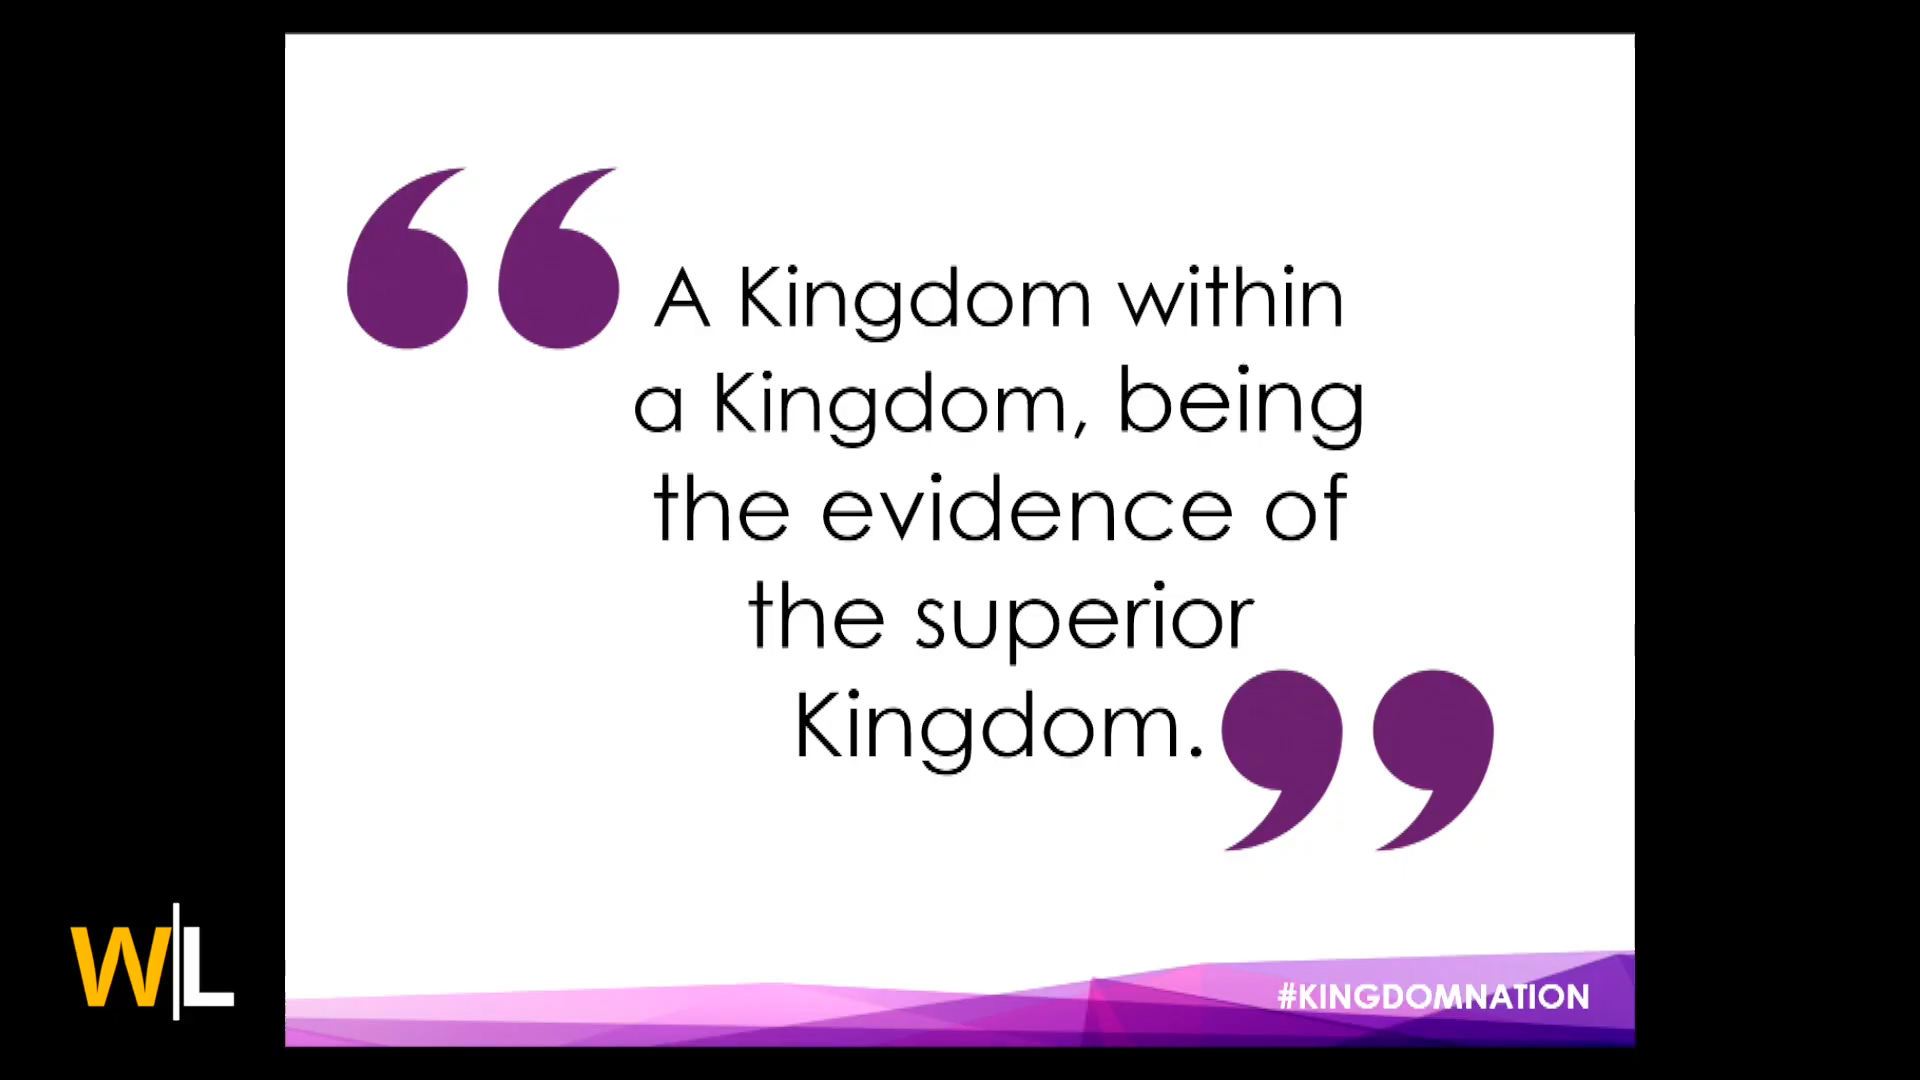 A Kingdom within
a Kingdom, being
the evidence of
the superior
Kingdom.
#KINGDOMNATION
W|L